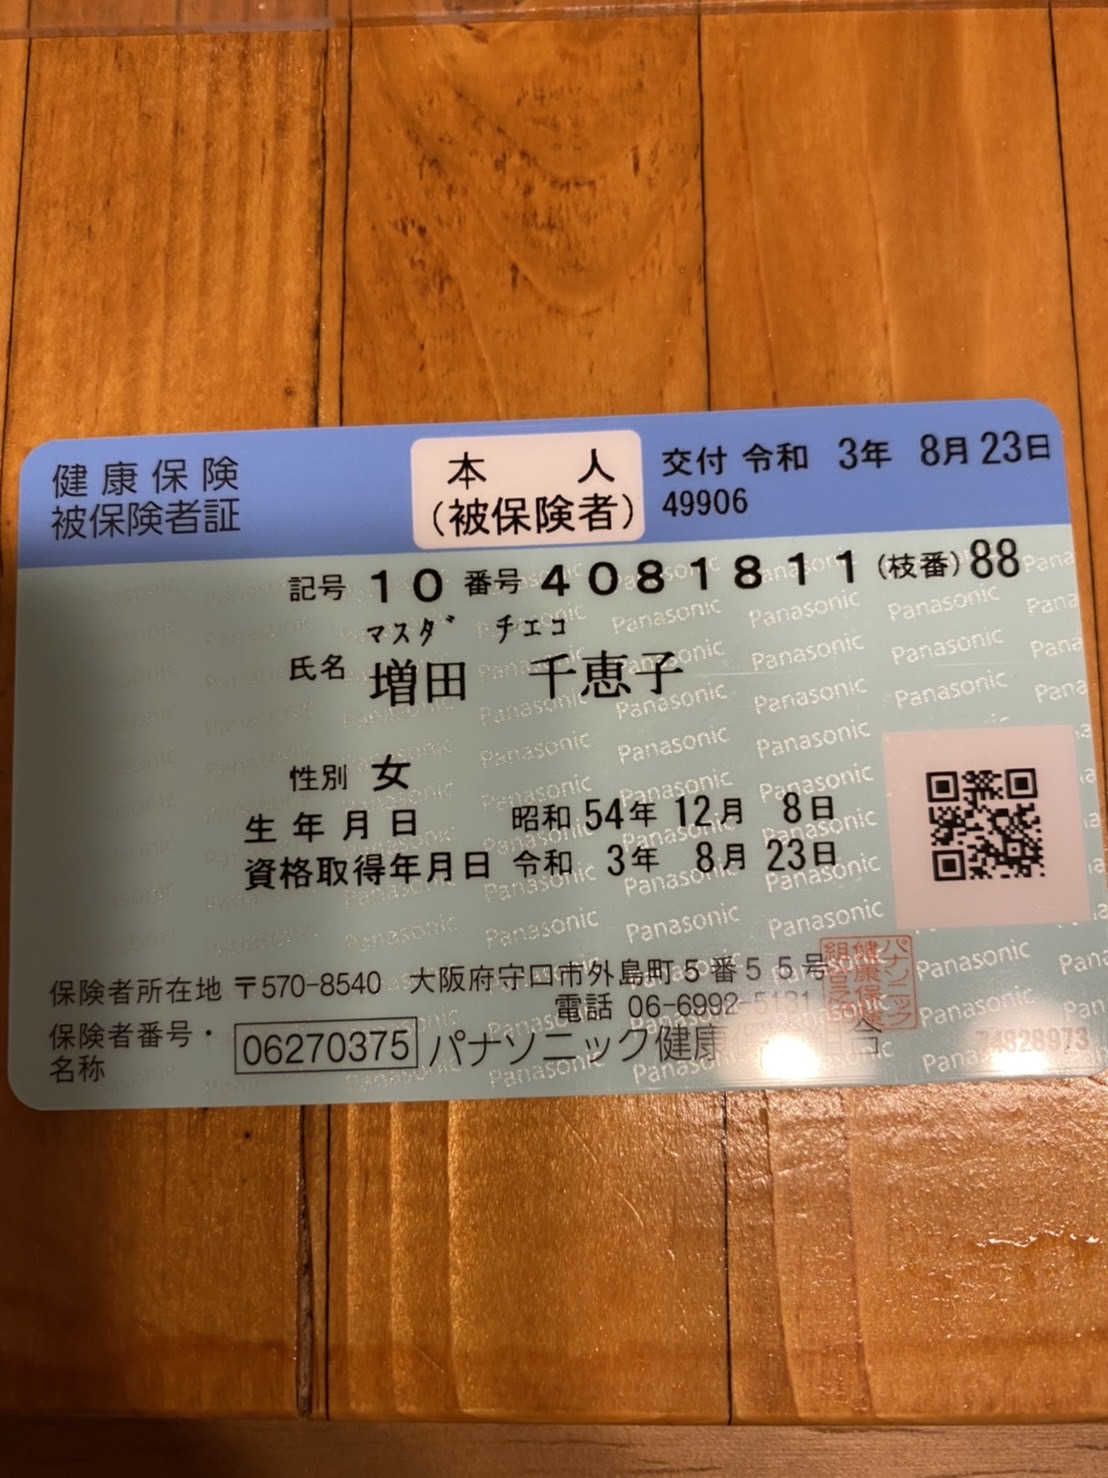 健康保険
被保険者証
本人
(被保険者)
交付 令和 3年 8月 23日
49906
記号 10 番号 4081811 (枝番) 88
マスダ チエコ
氏名 増田 千恵子
性別 女
生年月日 昭和 54年 12月 8日
資格取得年月日 令和 3年 8月 23日
保険者所在地 〒570-8540 大阪府守口市外島町5番55号
電話 06-6992-5131
保険者番号・名称 06270375 パナソニック健康保険組合
74828973
Panasonic